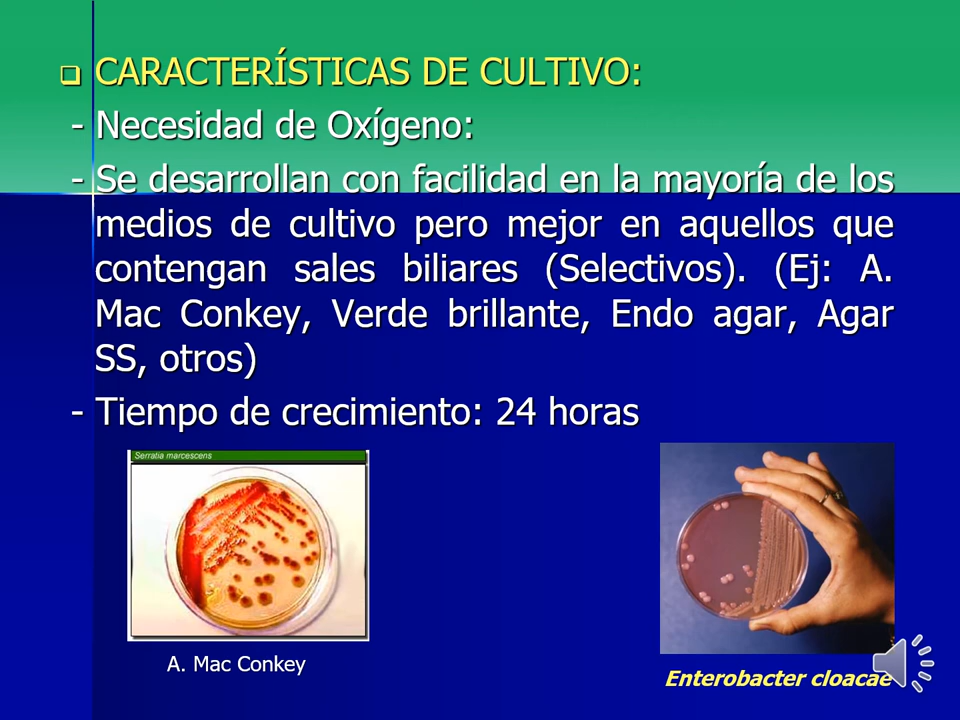 CARACTERÍSTICAS DE CULTIVO:
- Necesidad de Oxígeno:
- Se desarrollan con facilidad en la mayoría de los
medios de cultivo pero mejor en aquellos que
contengan sales biliares (Selectivos). (Ej: A.
Mac Conkey, Verde brillante, Endo agar, Agar
SS, otros)
- Tiempo de crecimiento: 24 horas
Serratia marcescens
A. Mac Conkey
Enterobacter cloacae